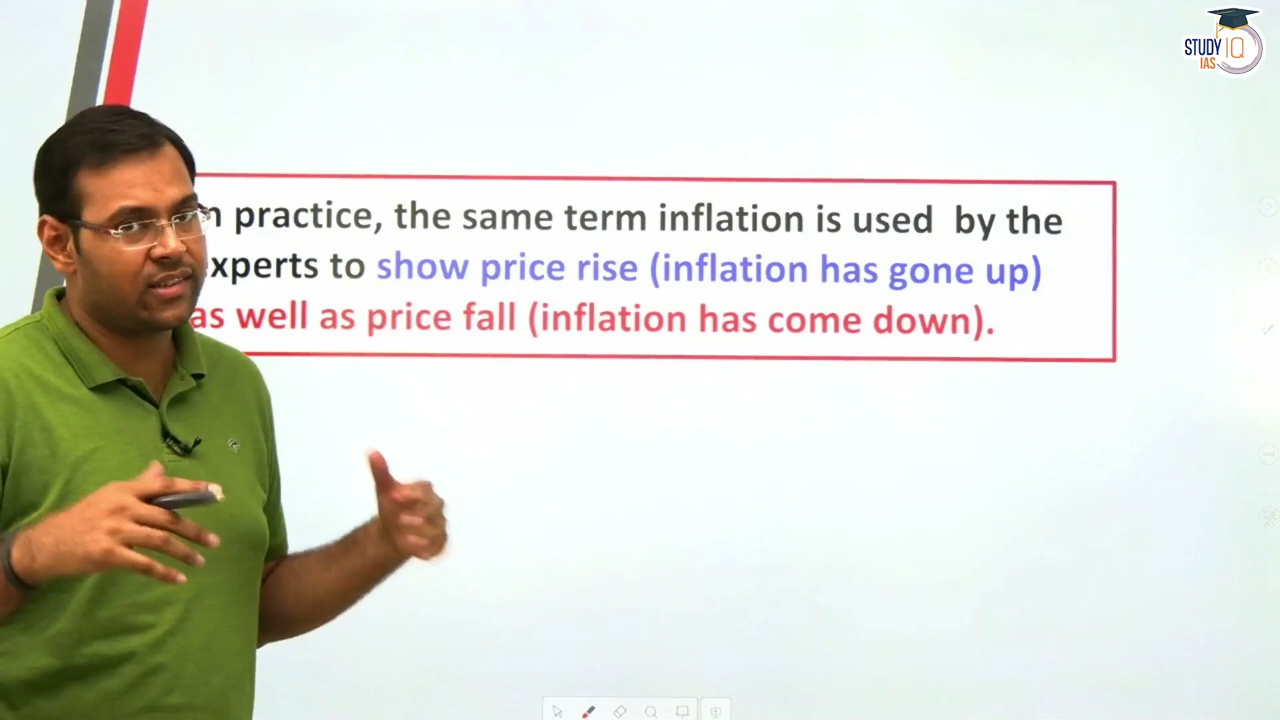 STUDY IQ
IAS
n practice, the same term inflation is used by the
xperts to show price rise (inflation has gone up)
as well as price fall (inflation has come down).